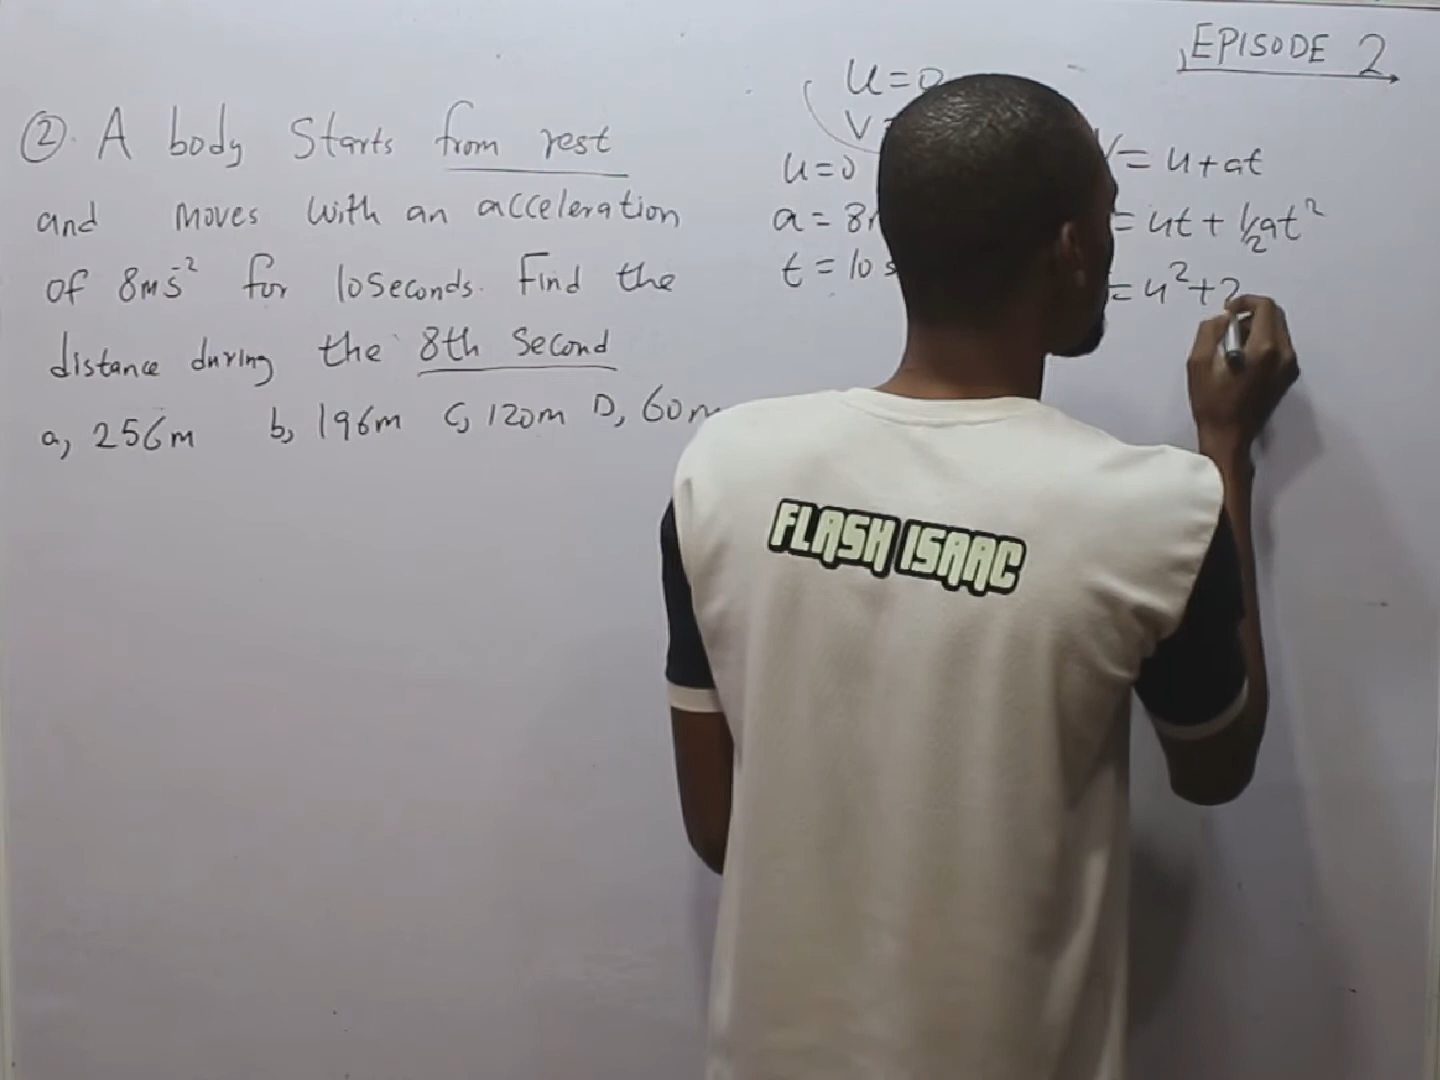 EPISODE 2
② A body Starts from rest
and moves with an acceleration
of 8ms⁻² for 10seconds. Find the
distance during the 8th second
a, 256m b, 196m C, 120m D, 60m
u=0
V
u=0
a = 8
t = 10 s
V = u+at
= ut + ½at²
= u²+2
FLASH ISAAC